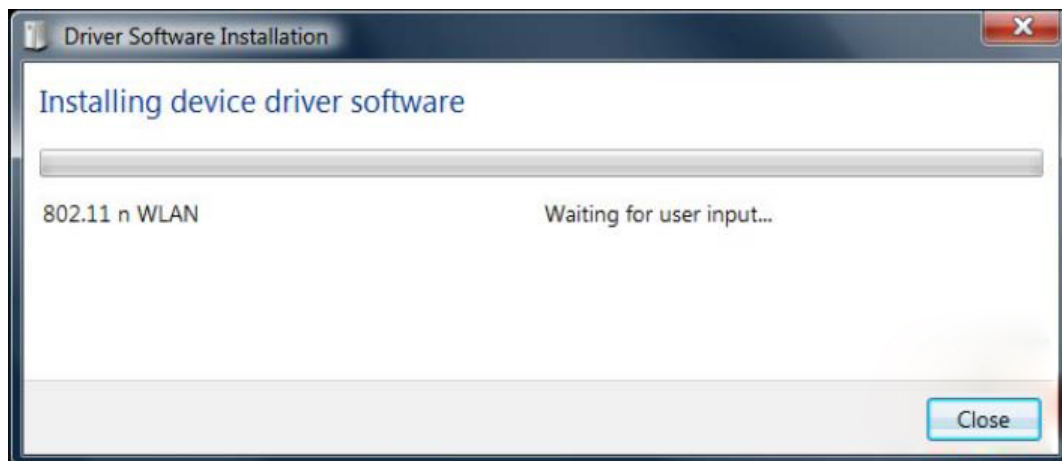 Driver Software Installation
Installing device driver software
802.11 n WLAN Waiting for user input...
Close